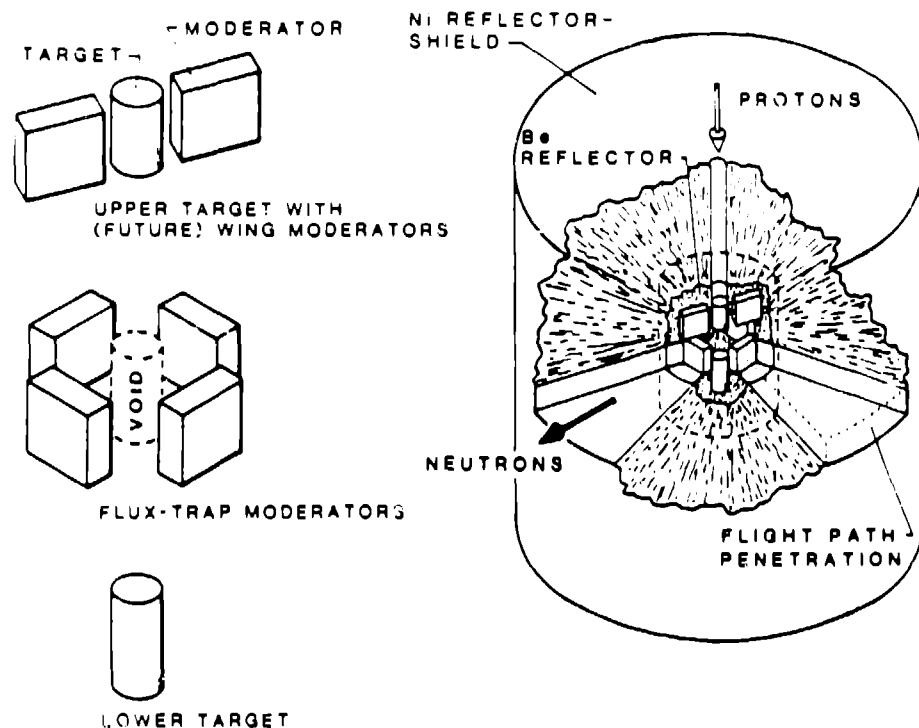 MODERATOR
TARGET
UPPER TARGET WITH
(FUTURE) WING MODERATORS
VOID
FLUX-TRAP MODERATORS
LOWER TARGET
Ni REFLECTOR-
SHIELD
PROTONS
Be
REFLECTOR
NEUTRONS
FLIGHT PATH
PENETRATION